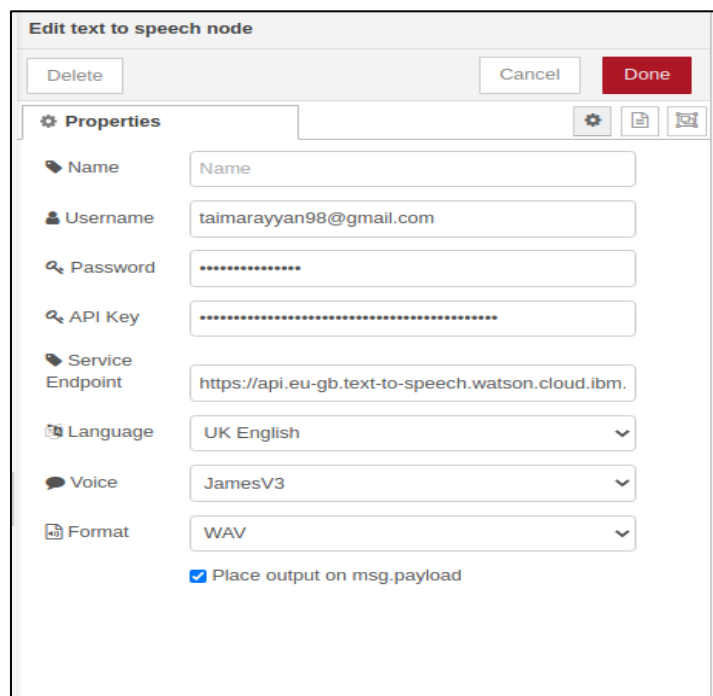 Edit text to speech node
Delete Cancel Done
Properties
Name Name
Username taimarayyan98@gmail.com
Password •••••••••••••••
API Key ••••••••••••••••••••••••••••••••••••••••••••
Service
Endpoint https://api.eu-gb.text-to-speech.watson.cloud.ibm.
Language UK English
Voice JamesV3
Format WAV
Place output on msg.payload